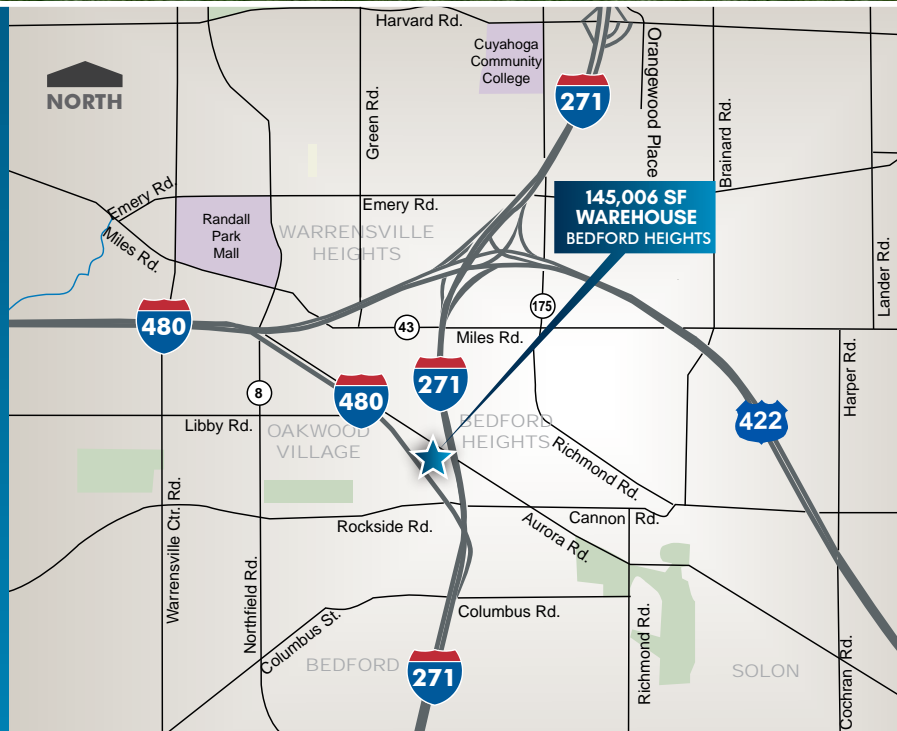 Harvard Rd.
Cuyahoga
Community
College
Orangewood Place
271
NORTH
Green Rd.
Brainard Rd.
Emery Rd.
145,006 SF
WAREHOUSE
BEDFORD HEIGHTS
Emery Rd.
Randall
Park
Mall
WARRENSVILLE
HEIGHTS
Miles Rd.
Lander Rd.
175
480
43
Miles Rd.
Harper Rd.
271
8
480
422
Libby Rd.
OAKWOOD
VILLAGE
BEDFORD
HEIGHTS
Richmond Rd.
Warrensville Ctr. Rd.
Rockside Rd.
Aurora Rd.
Cannon Rd.
Northfield Rd.
Columbus St.
Columbus Rd.
Richmond Rd.
BEDFORD
271
SOLON
Cochran Rd.